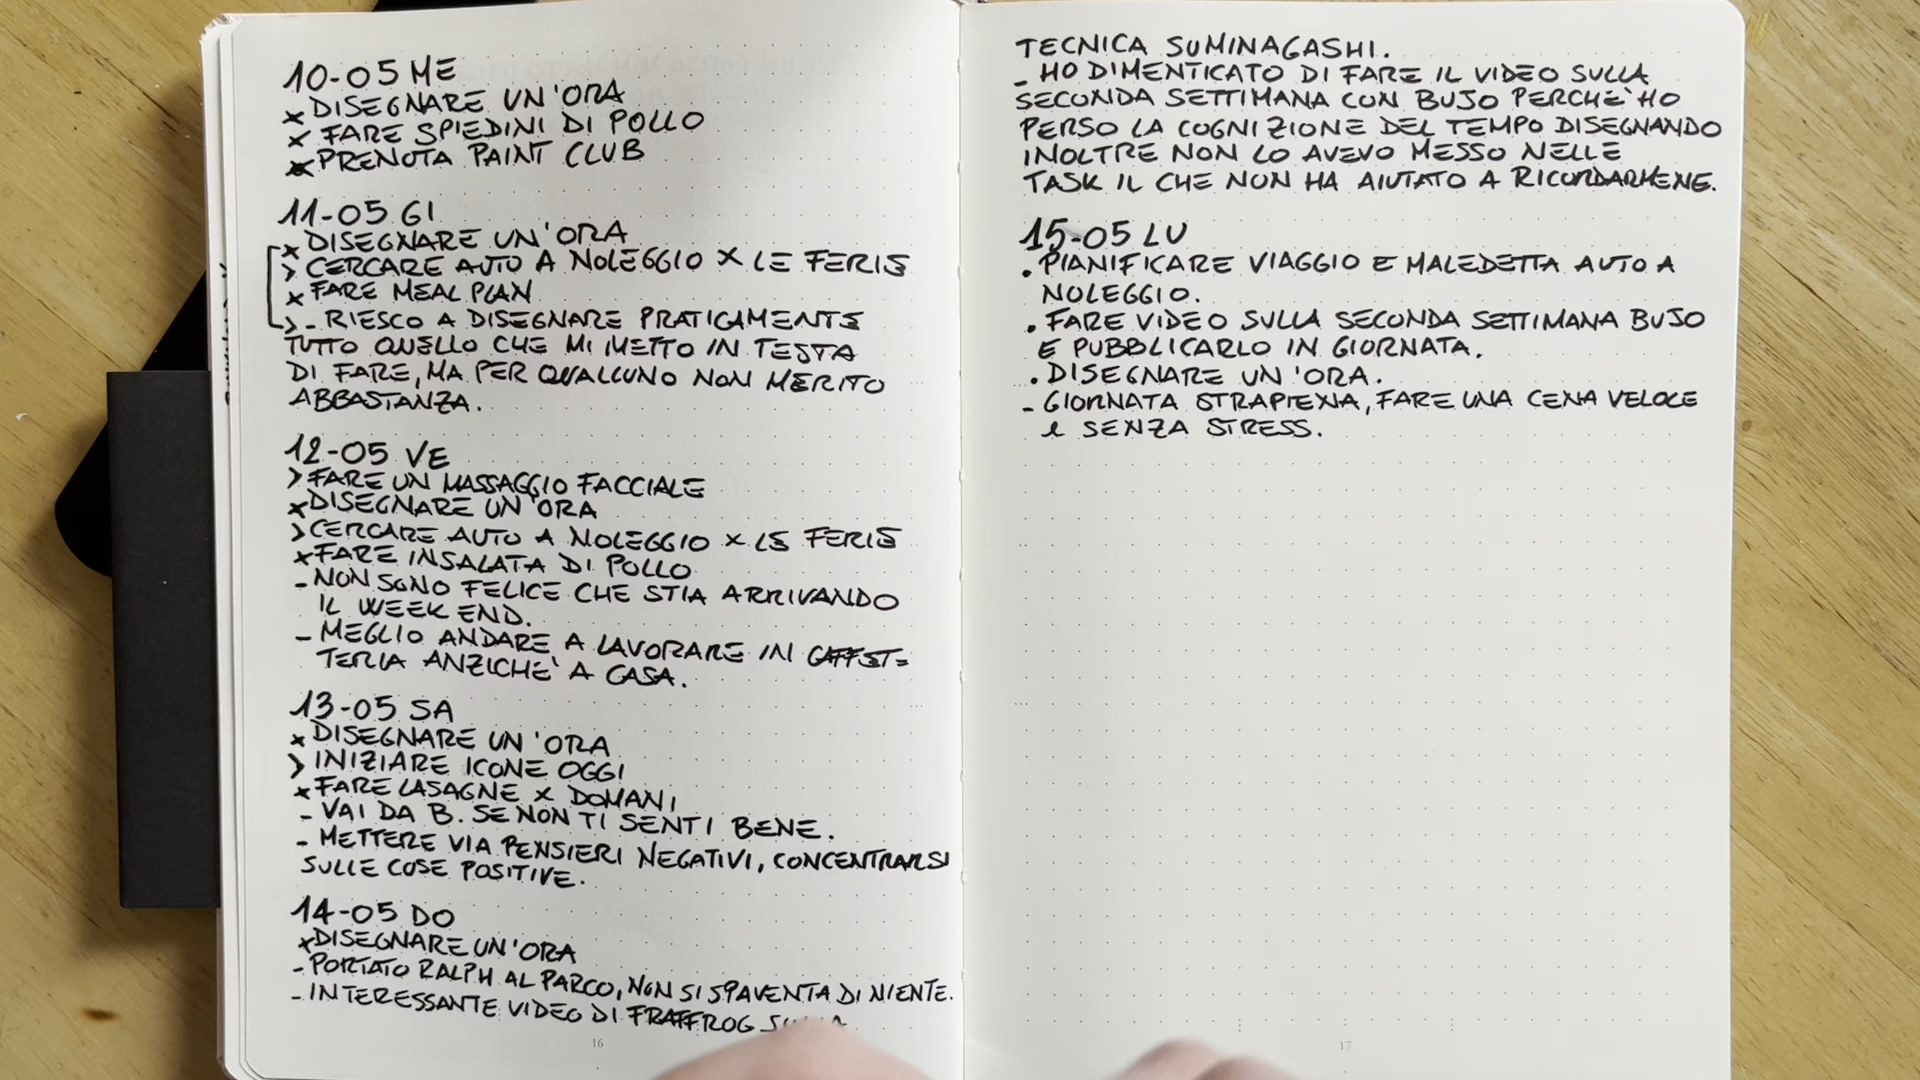 10-05 ME
× DISEGNARE UN'ORA
× FARE SPIEDINI DI POLLO
× PRENOTA PAINT CLUB
11-05 GI
× DISEGNARE UN'ORA
> CERCARE AUTO A NOLEGGIO × LE FERIE
× FARE MEAL PLAN
> - RIESCO A DISEGNARE PRATICAMENTE
TUTTO QUELLO CHE MI METTO IN TESTA
DI FARE, MA PER QUALCUNO NON MERITO
ABBASTANZA.
12-05 VE
> FARE UN MASSAGGIO FACCIALE
× DISEGNARE UN'ORA
> CERCARE AUTO A NOLEGGIO × LE FERIE
× FARE INSALATA DI POLLO
- NON SONO FELICE CHE STIA ARRIVANDO
IL WEEK END.
- MEGLIO ANDARE A LAVORARE IN CAFFET=
TERIA ANZICHE' A CASA.
13-05 SA
× DISEGNARE UN'ORA
> INIZIARE ICONE OGGI
× FARE LASAGNE × DOMANI
- VAI DA B. SE NON TI SENTI BENE.
- METTERE VIA PENSIERI NEGATIVI, CONCENTRARSI
SULLE COSE POSITIVE.
14-05 DO
× DISEGNARE UN'ORA
- PORTATO RALPH AL PARCO, NON SI SPAVENTA DI NIENTE.
- INTERESSANTE VIDEO DI FRAFFROG
16
TECNICA SUMINAGASHI.
- HO DIMENTICATO DI FARE IL VIDEO SULLA
SECONDA SETTIMANA CON BUJO PERCHE' HO
PERSO LA COGNIZIONE DEL TEMPO DISEGNANDO
INOLTRE NON LO AVEVO MESSO NELLE
TASK IL CHE NON HA AIUTATO A RICORDARMENE.
15-05 LU
. PIANIFICARE VIAGGIO E MALEDETTA AUTO A
NOLEGGIO.
. FARE VIDEO SULLA SECONDA SETTIMANA BUJO
E PUBBLICARLO IN GIORNATA.
. DISEGNARE UN'ORA.
- GIORNATA STRAPIENA, FARE UNA CENA VELOCE
e SENZA STRESS.
17